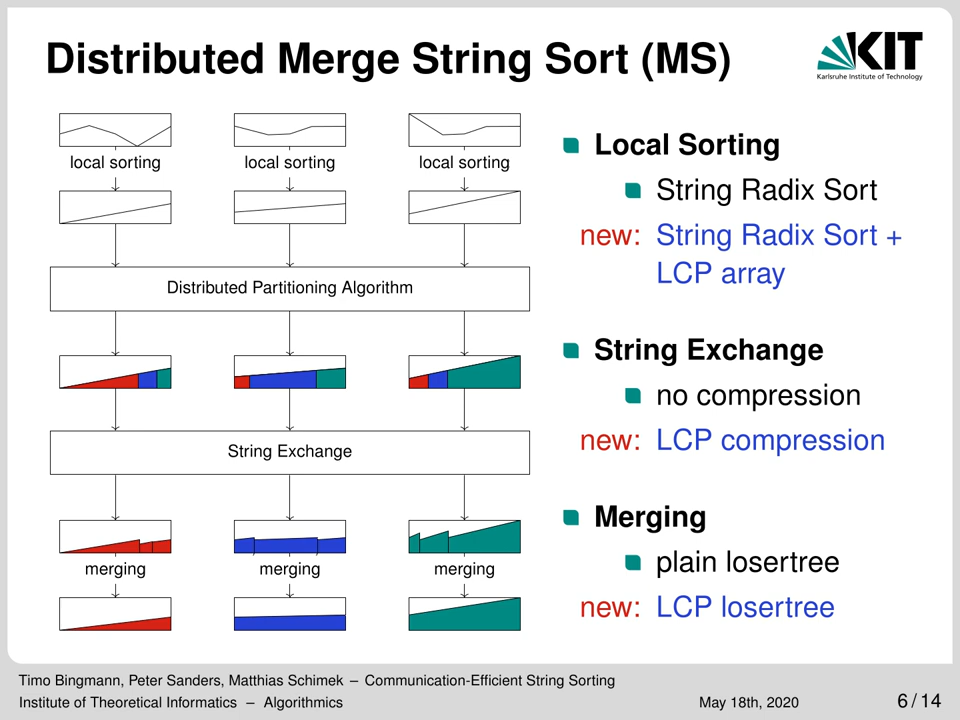 Distributed Merge String Sort (MS)
KIT
Karlsruhe Institute of Technology
local sorting
local sorting
local sorting
Distributed Partitioning Algorithm
String Exchange
merging
merging
merging
Local Sorting
String Radix Sort
new: String Radix Sort +
LCP array
String Exchange
no compression
new: LCP compression
Merging
plain losertree
new: LCP losertree
Timo Bingmann, Peter Sanders, Matthias Schimek – Communication-Efficient String Sorting
Institute of Theoretical Informatics – Algorithmics
May 18th, 2020
6 / 14